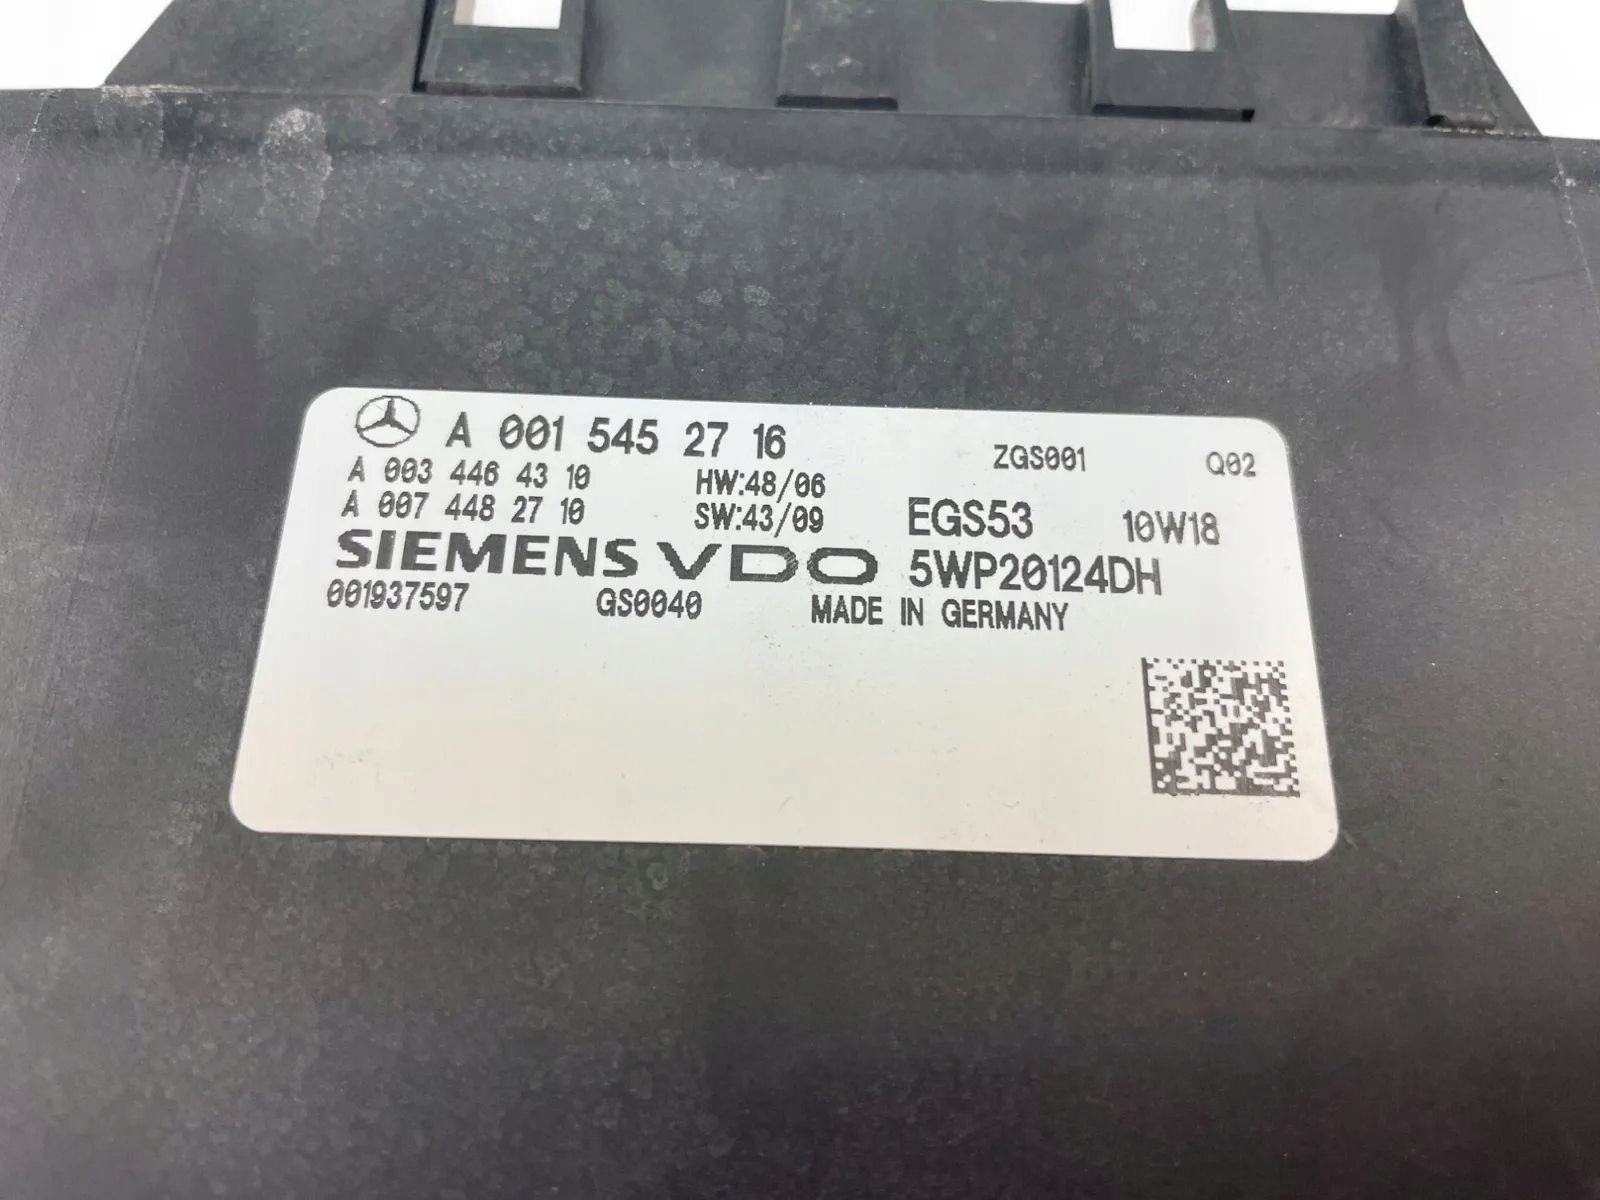 A 001 545 27 16 ZGS001 Q02
A 003 446 43 10 HW:48/06
A 007 448 27 10 SW:43/09 EGS53 10W18
SIEMENS VDO 5WP20124DH
001937597 GS0040 MADE IN GERMANY